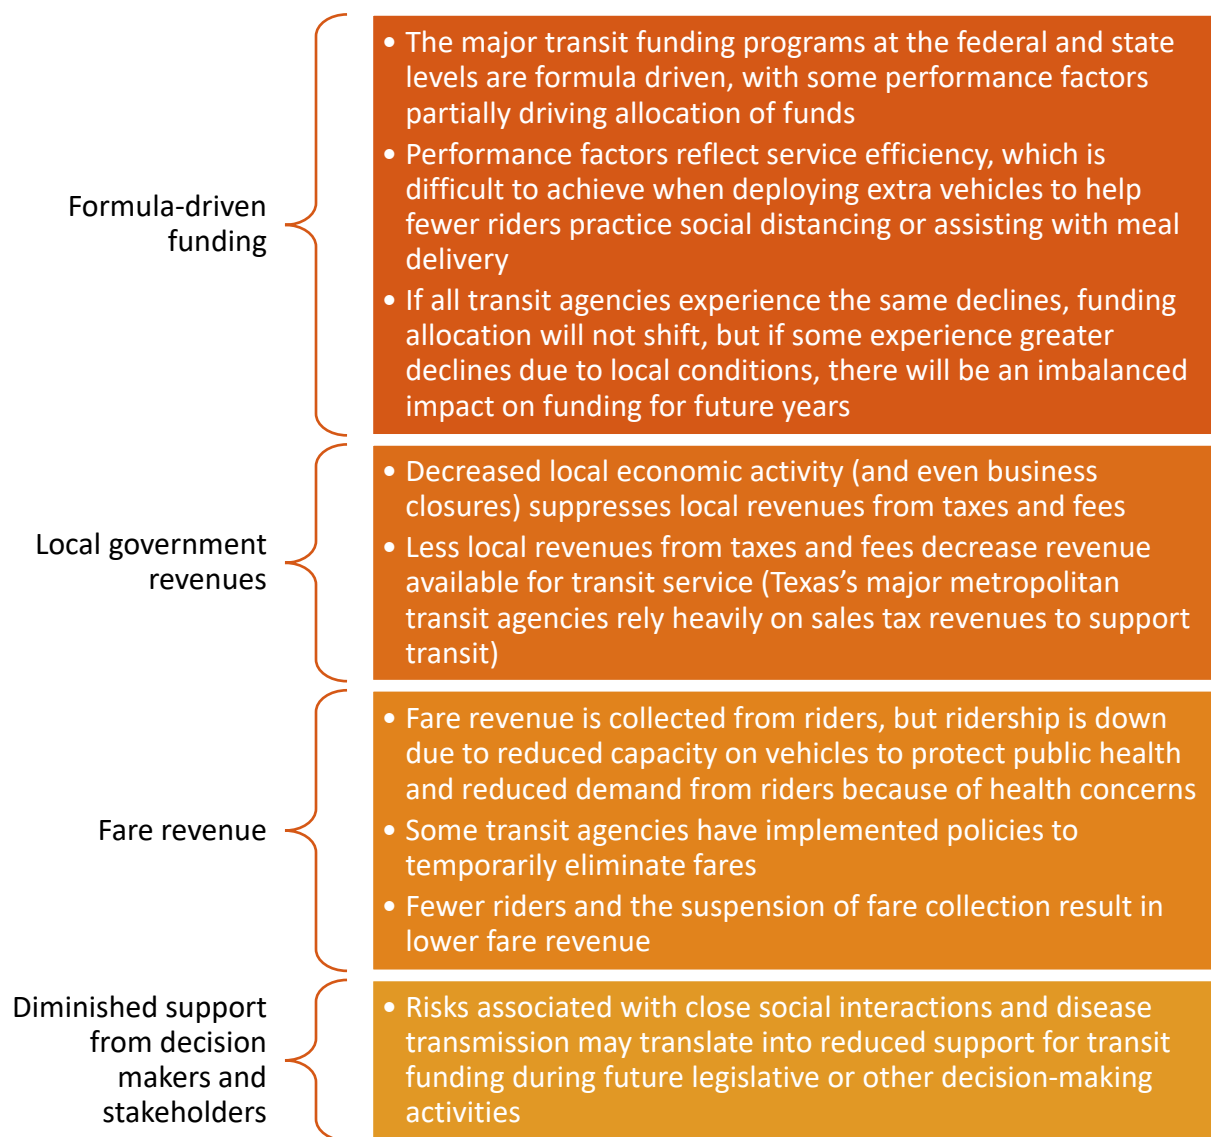 Formula-driven
funding
• The major transit funding programs at the federal and state
levels are formula driven, with some performance factors
partially driving allocation of funds
• Performance factors reflect service efficiency, which is
difficult to achieve when deploying extra vehicles to help
fewer riders practice social distancing or assisting with meal
delivery
• If all transit agencies experience the same declines, funding
allocation will not shift, but if some experience greater
declines due to local conditions, there will be an imbalanced
impact on funding for future years
Local government
revenues
• Decreased local economic activity (and even business
closures) suppresses local revenues from taxes and fees
• Less local revenues from taxes and fees decrease revenue
available for transit service (Texas’s major metropolitan
transit agencies rely heavily on sales tax revenues to support
transit)
Fare revenue
• Fare revenue is collected from riders, but ridership is down
due to reduced capacity on vehicles to protect public health
and reduced demand from riders because of health concerns
• Some transit agencies have implemented policies to
temporarily eliminate fares
• Fewer riders and the suspension of fare collection result in
lower fare revenue
Diminished support
from decision
makers and
stakeholders
• Risks associated with close social interactions and disease
transmission may translate into reduced support for transit
funding during future legislative or other decision-making
activities